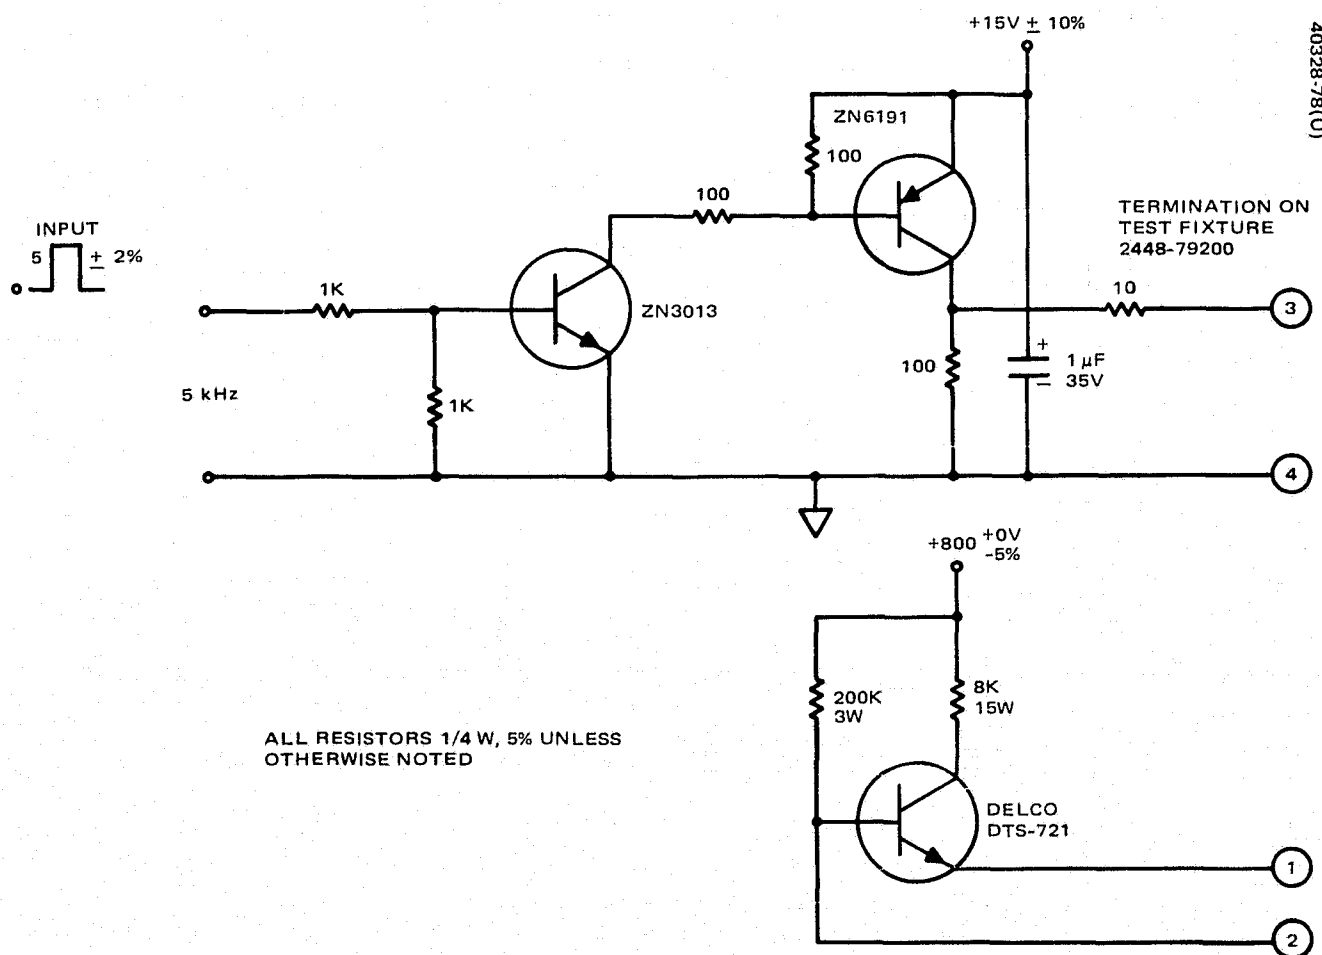 +15V ± 10%
40328-78(U)
ZN6191
100
100
TERMINATION ON
TEST FIXTURE
2448-79200
INPUT
5 ± 2%
1K
ZN3013
10
3
100
+
1 μF
35V
−
5 kHz
1K
4
+800 +0V
-5%
200K
3W
8K
15W
ALL RESISTORS 1/4 W, 5% UNLESS
OTHERWISE NOTED
DELCO
DTS-721
1
2